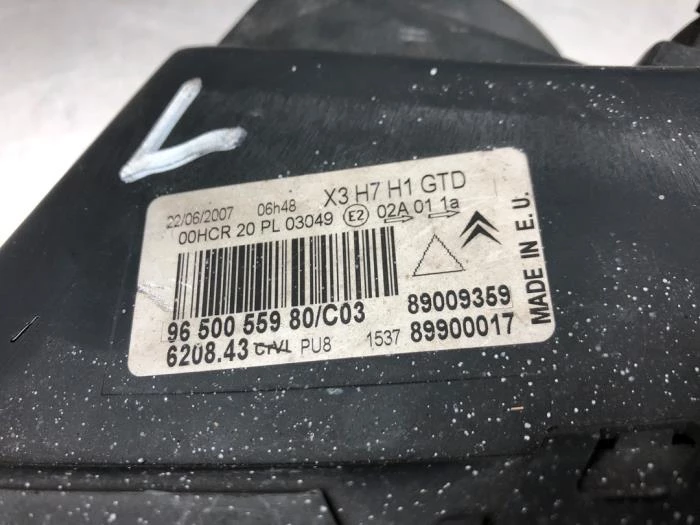 X3 H7 H1 GTD
22/06/2007 06h48
00HCR 20 PL 03049 E2 02A 01 1a
96 500 559 80/C03 89009359
6208.43 C/VL PU8 1537 89900017
MADE IN E.U.